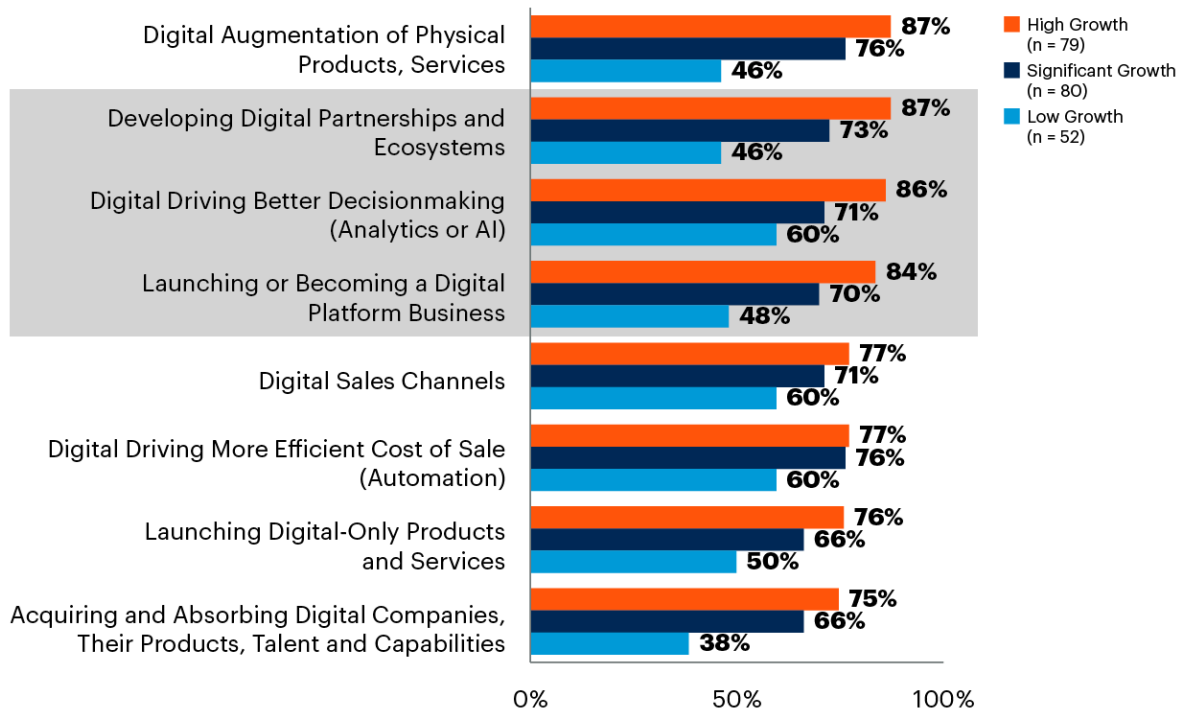 Digital Augmentation of Physical
Products, Services
87%
76%
46%
Developing Digital Partnerships and
Ecosystems
87%
73%
46%
Digital Driving Better Decisionmaking
(Analytics or AI)
86%
71%
60%
Launching or Becoming a Digital
Platform Business
84%
70%
48%
Digital Sales Channels
77%
71%
60%
Digital Driving More Efficient Cost of Sale
(Automation)
77%
76%
60%
Launching Digital-Only Products
and Services
76%
66%
50%
Acquiring and Absorbing Digital Companies,
Their Products, Talent and Capabilities
75%
66%
38%
0% 50% 100%
High Growth
(n = 79)
Significant Growth
(n = 80)
Low Growth
(n = 52)